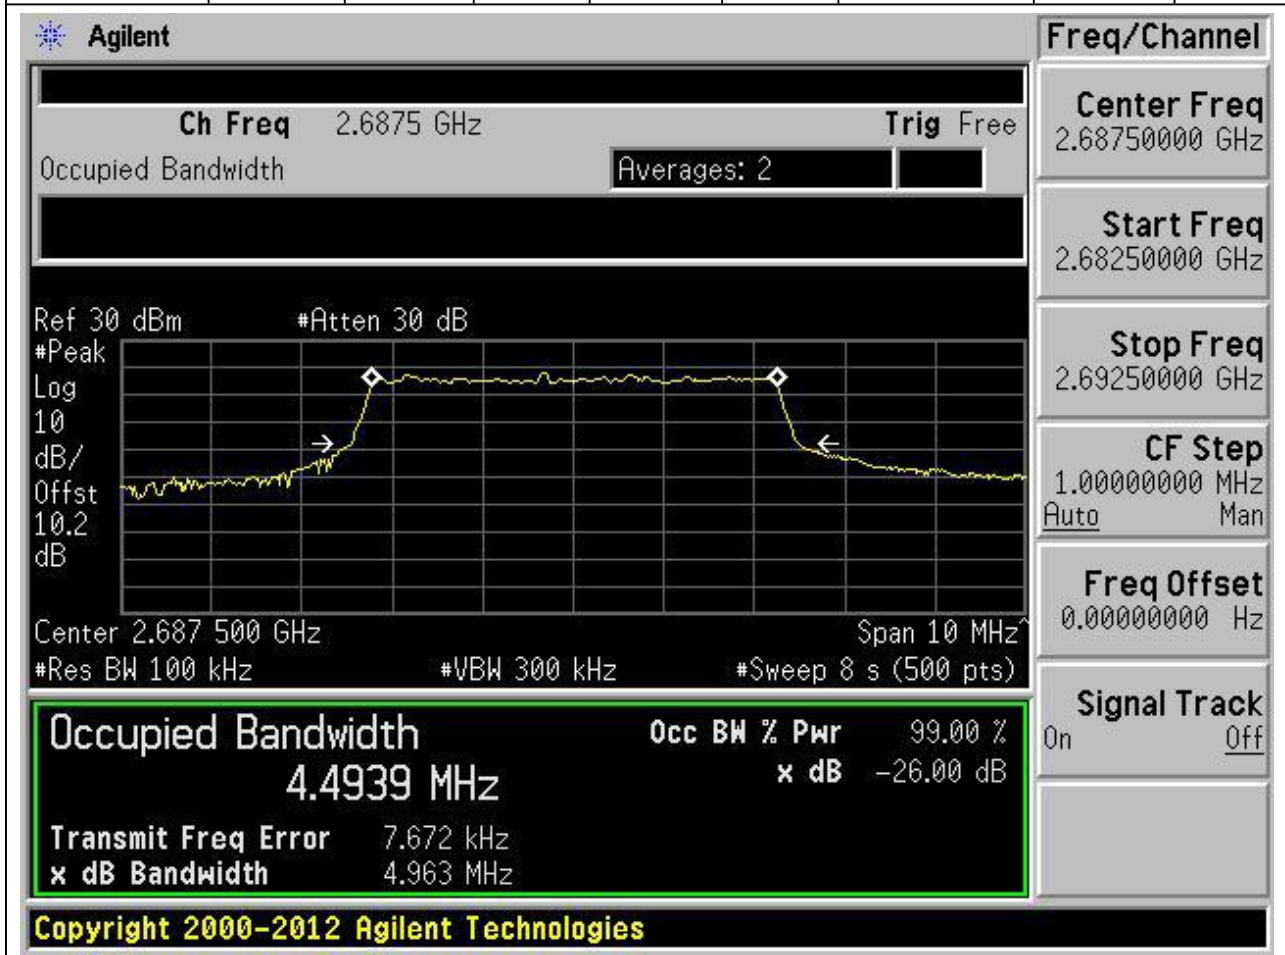 Agilent
Freq/Channel
Ch Freq 2.6875 GHz Trig Free
Occupied Bandwidth Averages: 2
Center Freq
2.68750000 GHz
Start Freq
2.68250000 GHz
Stop Freq
2.69250000 GHz
CF Step
1.00000000 MHz
Auto Man
Freq Offset
0.00000000 Hz
Signal Track
On Off
Ref 30 dBm #Atten 30 dB
#Peak
Log
10
dB/
Offst
10.2
dB
Center 2.687 500 GHz Span 10 MHz^
#Res BW 100 kHz #VBW 300 kHz #Sweep 8 s (500 pts)
Occupied Bandwidth
4.4939 MHz
Occ BW % Pwr 99.00 %
x dB -26.00 dB
Transmit Freq Error 7.672 kHz
x dB Bandwidth 4.963 MHz
Copyright 2000-2012 Agilent Technologies